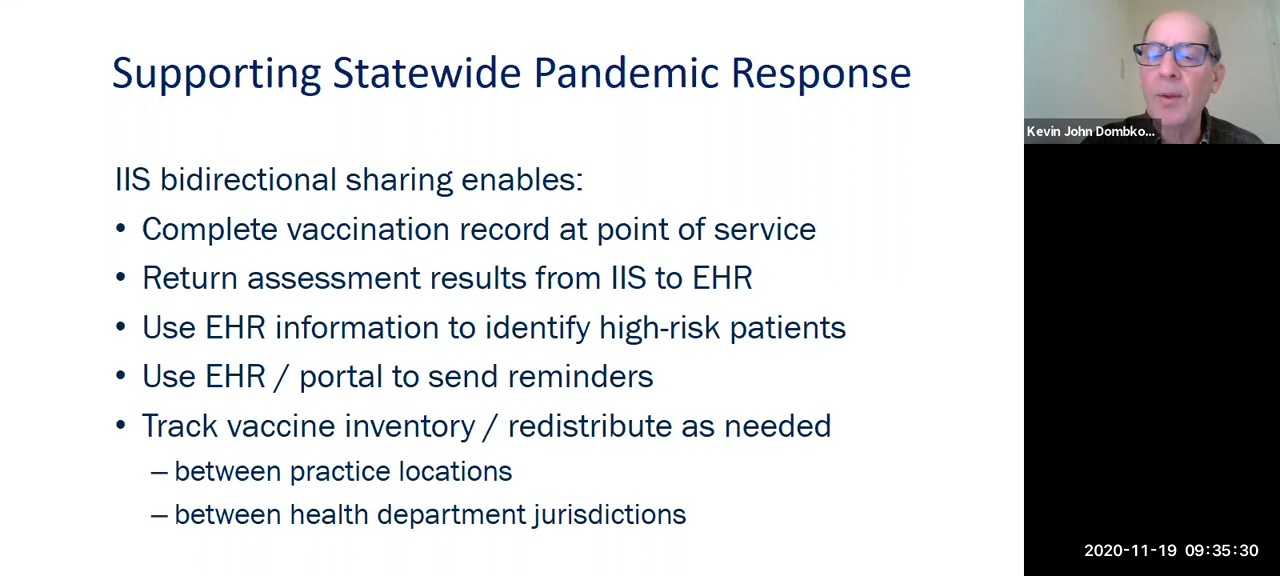 Supporting Statewide Pandemic Response
IIS bidirectional sharing enables:
• Complete vaccination record at point of service
• Return assessment results from IIS to EHR
• Use EHR information to identify high-risk patients
• Use EHR / portal to send reminders
• Track vaccine inventory / redistribute as needed
– between practice locations
– between health department jurisdictions
Kevin John Dombko...
2020-11-19 09:35:30